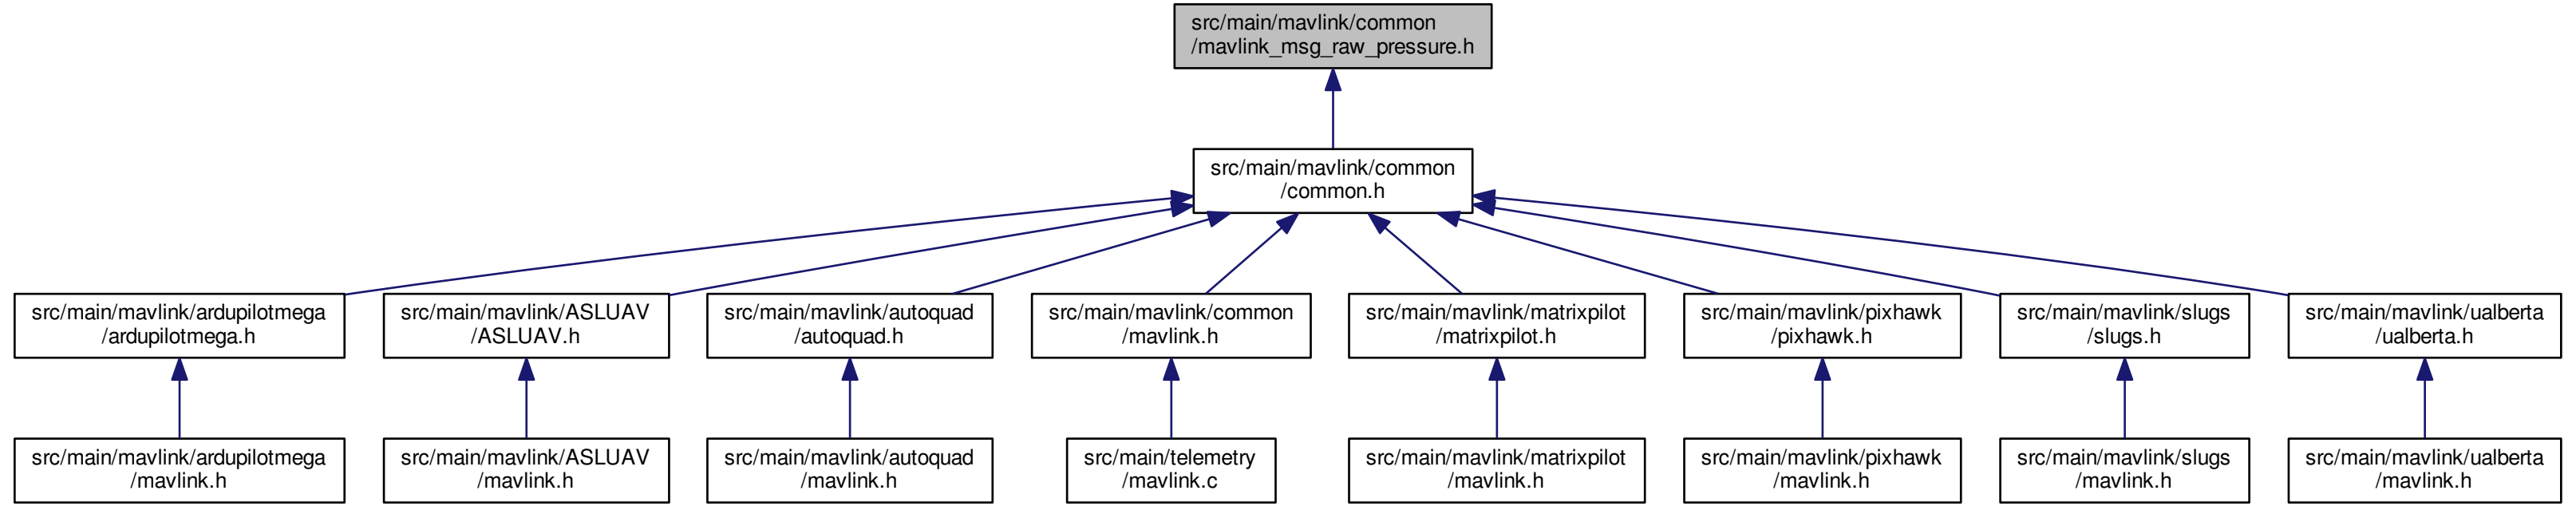 src/main/mavlink/common
/mavlink_msg_raw_pressure.h
src/main/mavlink/common
/common.h
src/main/mavlink/ardupilotmega
/ardupilotmega.h
src/main/mavlink/ASLUAV
/ASLUAV.h
src/main/mavlink/autoquad
/autoquad.h
src/main/mavlink/common
/mavlink.h
src/main/mavlink/matrixpilot
/matrixpilot.h
src/main/mavlink/pixhawk
/pixhawk.h
src/main/mavlink/slugs
/slugs.h
src/main/mavlink/ualberta
/ualberta.h
src/main/mavlink/ardupilotmega
/mavlink.h
src/main/mavlink/ASLUAV
/mavlink.h
src/main/mavlink/autoquad
/mavlink.h
src/main/telemetry
/mavlink.c
src/main/mavlink/matrixpilot
/mavlink.h
src/main/mavlink/pixhawk
/mavlink.h
src/main/mavlink/slugs
/mavlink.h
src/main/mavlink/ualberta
/mavlink.h